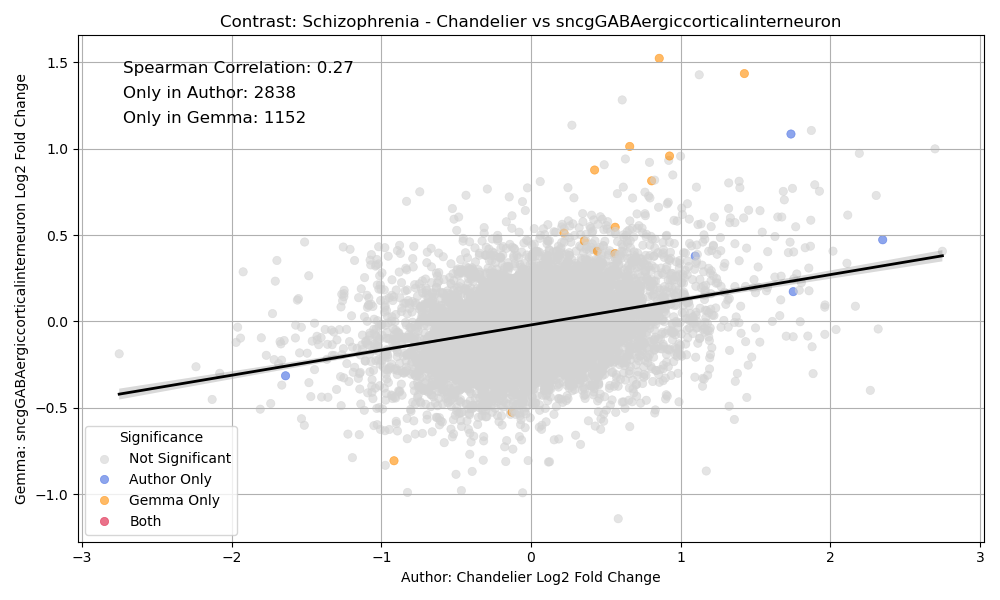 Contrast: Schizophrenia - Chandelier vs sncgGABAergiccorticalinterneuron
Spearman Correlation: 0.27
Only in Author: 2838
Only in Gemma: 1152
Gemma: sncgGABAergiccorticalinterneuron Log2 Fold Change
1.5
1.0
0.5
0.0
−0.5
−1.0
Significance
Not Significant
Author Only
Gemma Only
Both
−3 −2 −1 0 1 2 3
Author: Chandelier Log2 Fold Change